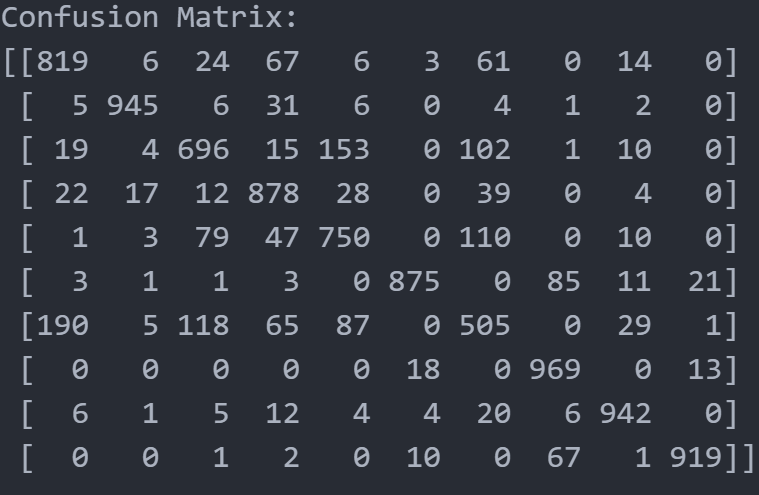 Confusion Matrix:
[[819   6  24  67   6   3  61   0  14   0]
 [  5 945   6  31   6   0   4   1   2   0]
 [ 19   4 696  15 153   0 102   1  10   0]
 [ 22  17  12 878  28   0  39   0   4   0]
 [  1   3  79  47 750   0 110   0  10   0]
 [  3   1   1   3   0 875   0  85  11  21]
 [190   5 118  65  87   0 505   0  29   1]
 [  0   0   0   0   0  18   0 969   0  13]
 [  6   1   5  12   4   4  20   6 942   0]
 [  0   0   1   2   0  10   0  67   1 919]]